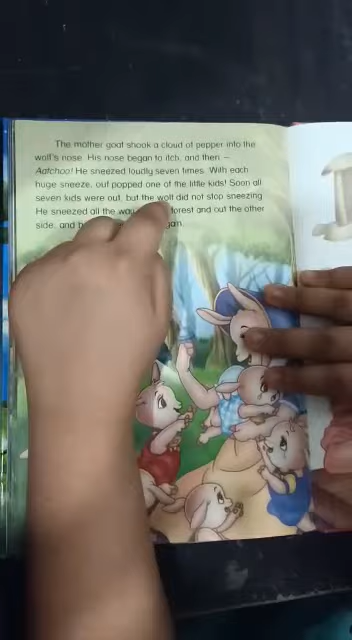 The mother goat shook a cloud of pepper into the
wolf's nose. His nose began to itch, and then –
Aatchoo! He sneezed loudly seven times. With each
huge sneeze, out popped one of the little kids! Soon all
seven kids were out, but the wolf did not stop sneezing.
He sneezed all the way forest and out the other
side, and